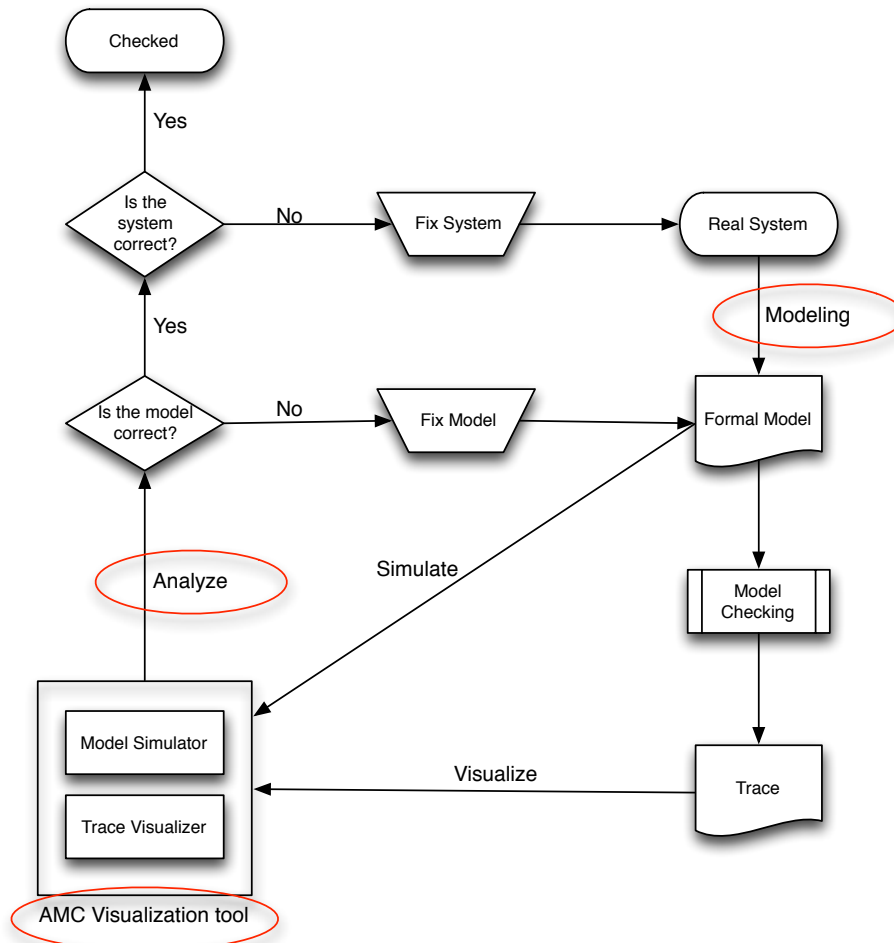 Checked
Yes
Is the
system
correct?
No
Fix System
Real System
Modeling
Yes
Is the model
correct?
No
Fix Model
Formal Model
Analyze
Simulate
Model
Checking
Model Simulator
Visualize
Trace
Trace Visualizer
AMC Visualization tool